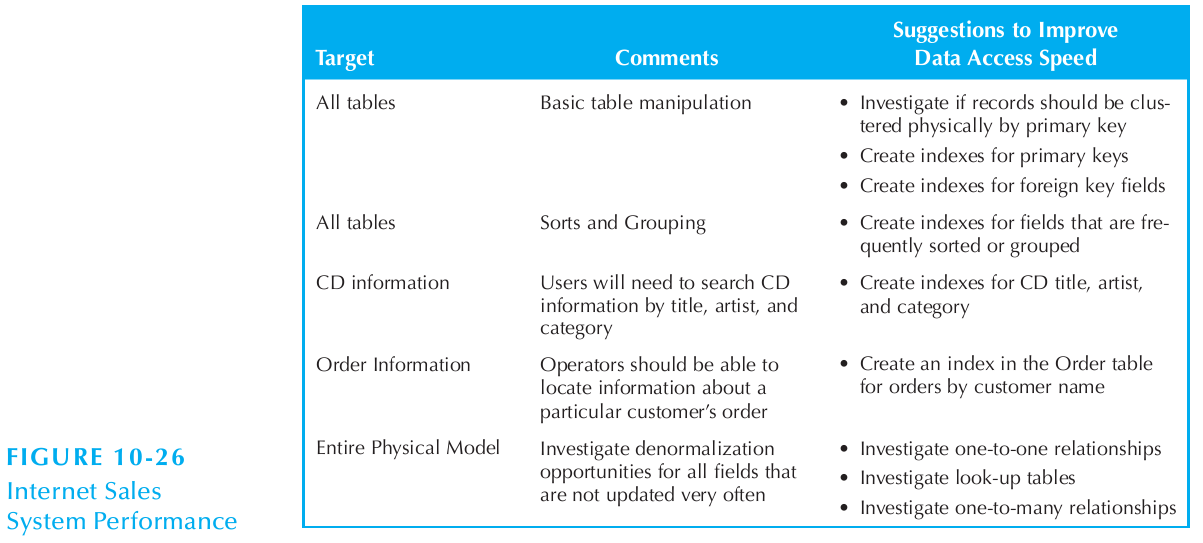 Target
Comments
Suggestions to Improve
Data Access Speed
All tables
Basic table manipulation
• Investigate if records should be clus-
tered physically by primary key
• Create indexes for primary keys
• Create indexes for foreign key fields
All tables
Sorts and Grouping
• Create indexes for fields that are fre-
quently sorted or grouped
CD information
Users will need to search CD
information by title, artist, and
category
• Create indexes for CD title, artist,
and category
Order Information
Operators should be able to
locate information about a
particular customer's order
• Create an index in the Order table
for orders by customer name
Entire Physical Model
Investigate denormalization
opportunities for all fields that
are not updated very often
• Investigate one-to-one relationships
• Investigate look-up tables
• Investigate one-to-many relationships
FIGURE 10-26
Internet Sales
System Performance